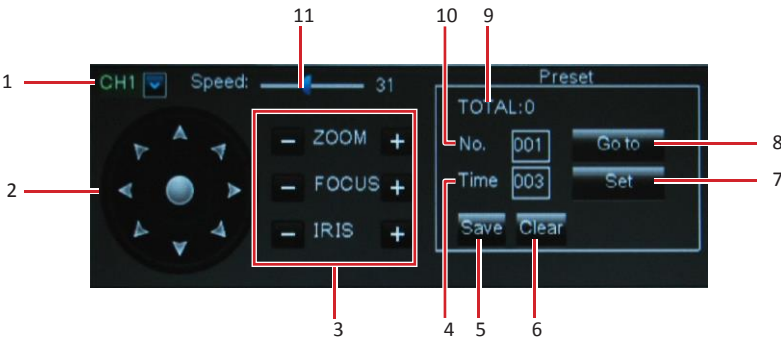 11 10 9
1 CH1 Speed: 31 Preset
TOTAL:0
- ZOOM + No. 001 Go to 8
2 - FOCUS + Time 003 Set 7
- IRIS + Save Clear
3 4 5 6